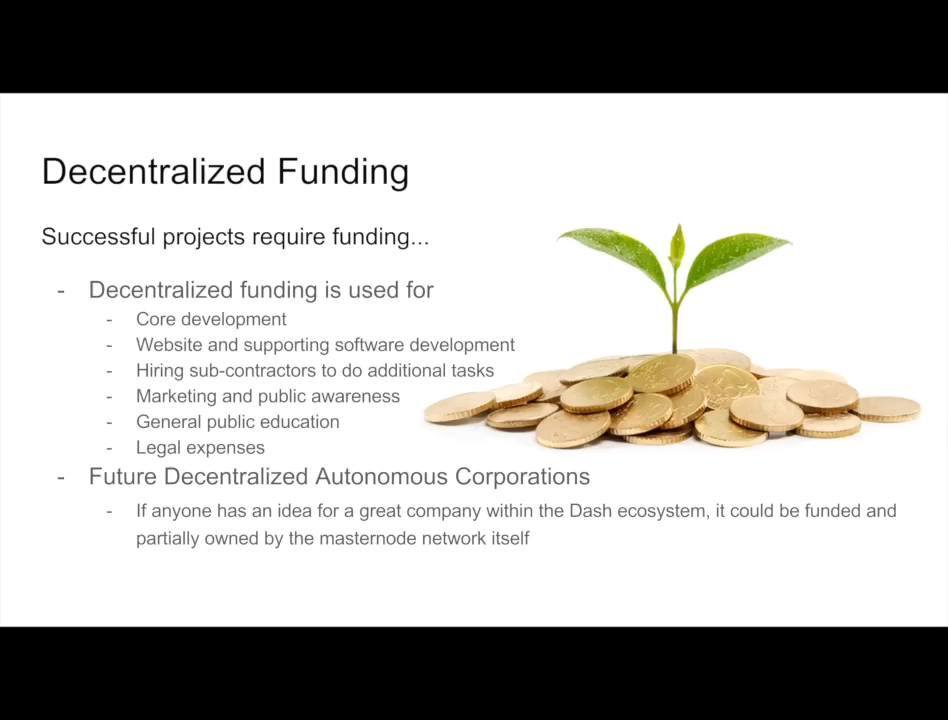 Decentralized Funding
Successful projects require funding...
- Decentralized funding is used for
- Core development
- Website and supporting software development
- Hiring sub-contractors to do additional tasks
- Marketing and public awareness
- General public education
- Legal expenses
- Future Decentralized Autonomous Corporations
- If anyone has an idea for a great company within the Dash ecosystem, it could be funded and
partially owned by the masternode network itself